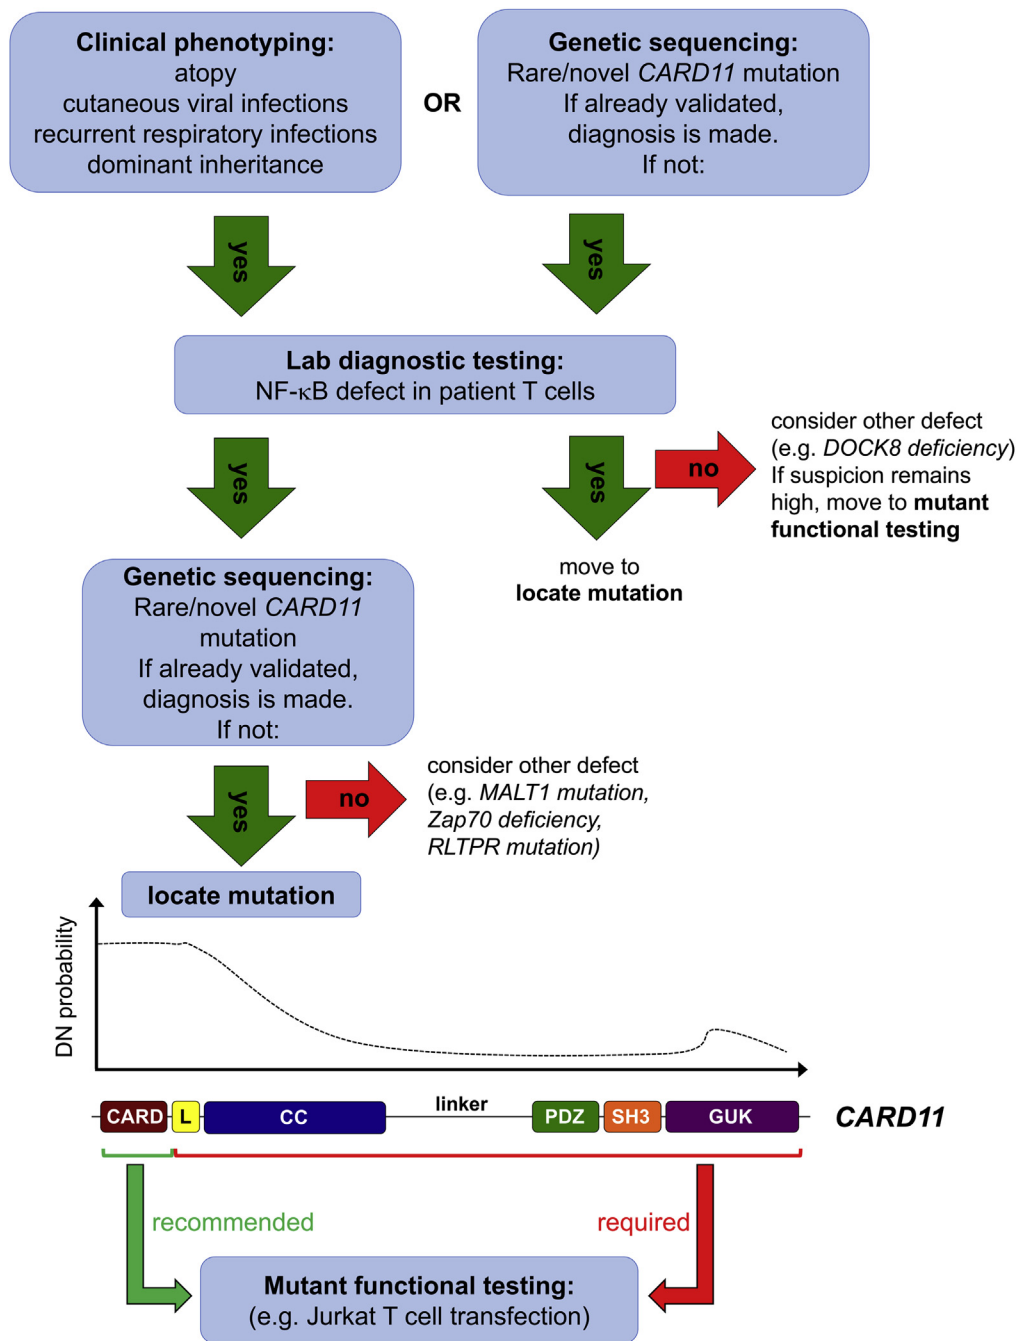 Clinical phenotyping:
atopy
cutaneous viral infections
recurrent respiratory infections
dominant inheritance
OR
Genetic sequencing:
Rare/novel CARD11 mutation
If already validated,
diagnosis is made.
If not:
yes
yes
Lab diagnostic testing:
NF-κB defect in patient T cells
yes
yes
no
consider other defect
(e.g. DOCK8 deficiency)
If suspicion remains
high, move to mutant
functional testing
move to
locate mutation
Genetic sequencing:
Rare/novel CARD11
mutation
If already validated,
diagnosis is made.
If not:
yes
no
consider other defect
(e.g. MALT1 mutation,
Zap70 deficiency,
RLTPR mutation)
locate mutation
DN probability
CARD
L
CC
linker
PDZ
SH3
GUK
CARD11
recommended
required
Mutant functional testing:
(e.g. Jurkat T cell transfection)